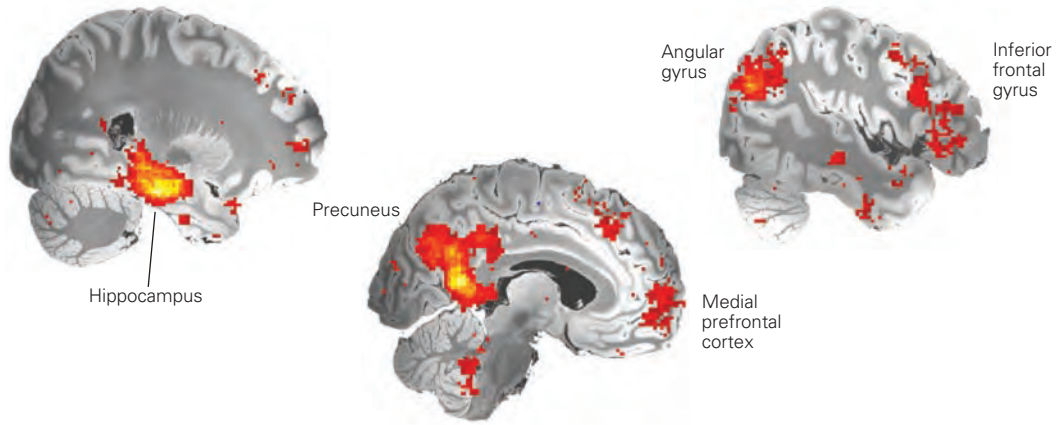 Hippocampus
Precuneus
Medial
prefrontal
cortex
Angular
gyrus
Inferior
frontal
gyrus